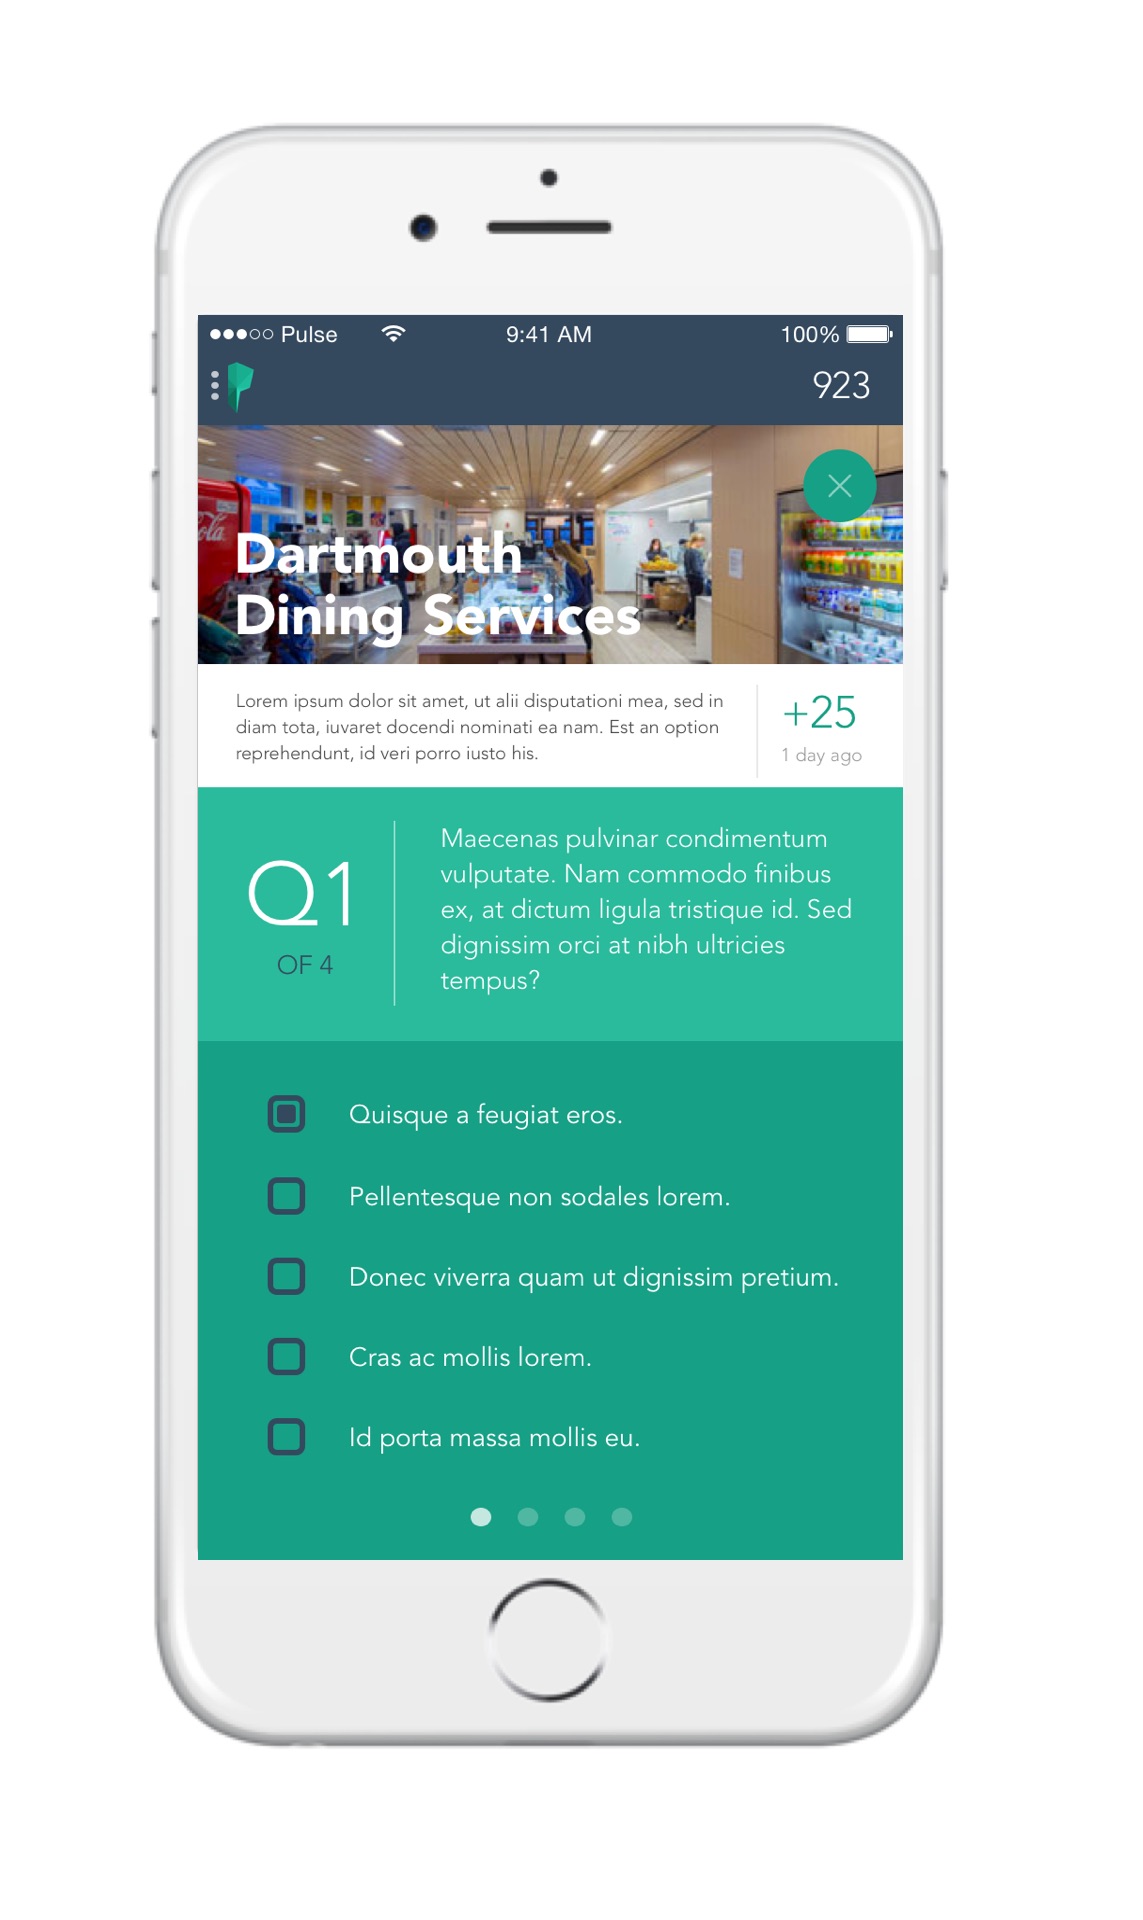 Pulse 9:41 AM 100%
923
Dartmouth
Dining Services
Lorem ipsum dolor sit amet, ut alii disputationi mea, sed in
diam tota, iuvaret docendi nominati ea nam. Est an option
reprehendunt, id veri porro iusto his.
+25
1 day ago
Q1
OF 4
Maecenas pulvinar condimentum
vulputate. Nam commodo finibus
ex, at dictum ligula tristique id. Sed
dignissim orci at nibh ultricies
tempus?
Quisque a feugiat eros.
Pellentesque non sodales lorem.
Donec viverra quam ut dignissim pretium.
Cras ac mollis lorem.
Id porta massa mollis eu.